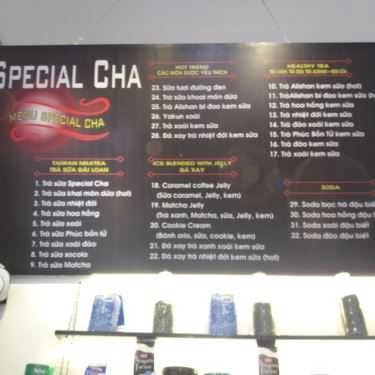 SPECIAL CHA
MENU SPECIAL CHA
TAIWAN MILKTEA
TRÀ SỮA ĐÀI LOAN
1. Trà sữa Special Cha
2. Trà sữa khai môn dứa (hot)
3. Trà sữa nhiệt đới
4. Trà sữa hoa hồng
5. Trà sữa xoài
6. Trà sữa Phúc bồn tử
7. Trà sữa xoài đào
8. Trà sữa socola
9. Trà sữa Matcha
HOT TREND
CÁC MÓN ĐƯỢC YÊU THÍCH
23. Sữa tươi đường đen
24. Trà sữa khoai môn dứa
25. Trà Alishan bí đao kem sữa
26. Yakun xoài
27. Trà xoài kem sữa
28. Đá xay trà nhiệt đới kem sữa
ICE BLENDED WITH JELLY
ĐÁ XAY
18. Caramel coffee Jelly
(Sữa caramel, Jelly, kem)
19. Matcha Jelly
(Trà xanh, Matcha, sữa, Jelly, kem)
20. Cookie Cream
(bánh orio, sữa, cookie, kem)
21. Đá xay trà xanh xoài kem sữa
22. Đá xay trà nhiệt đới kem sữa (hot)
HEALTHY TEA
10. Trà Alishan kem sữa (hot)
11. Trà Alishan bí đao kem sữa
12. Trà hoa hồng kem sữa
13. Trà nhiệt đới kem sữa
14. Trà đào xoài kem sữa
15. Trà Phúc Bồn Tử kem sữa
16. Trà dứa kem sữa
17. Trà xoài kem sữa
SODA
29. Soda bạc hà đậu biếc
30. Soda hoa hồng đậu biếc
31. Soda xoài đậu biếc
32. Soda đào đậu biếc